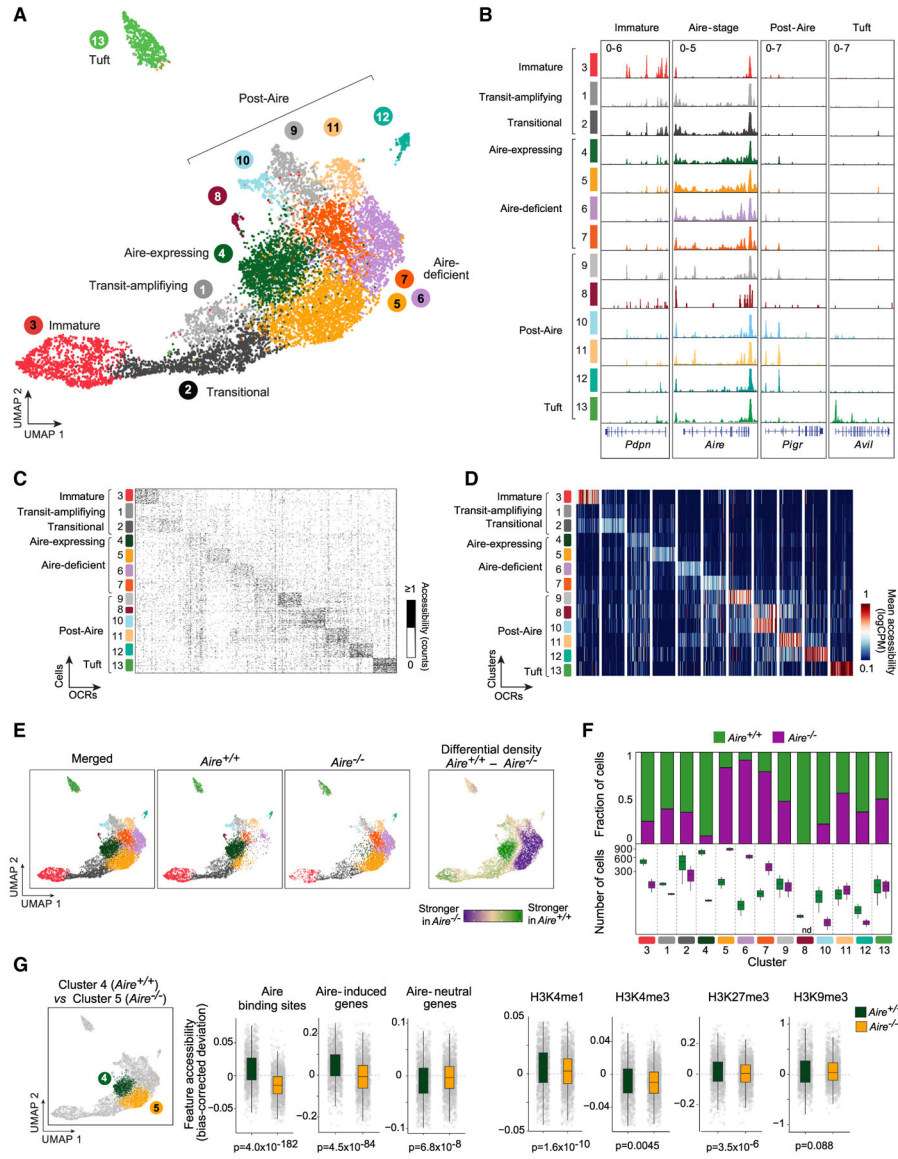 A
13
Tuft
Post-Aire
9
11
12
10
8
Aire-expressing
4
Transit-amplifiying
1
Aire-
deficient
7
5
6
3
Immature
2
Transitional
UMAP 2
UMAP 1
B
Immature
Aire-stage
Post-Aire
Tuft
0-6
0-5
0-7
0-7
Immature
3
Transit-amplifying
1
Transitional
2
Aire-expressing
4
5
Aire-deficient
6
7
9
8
Post-Aire
10
11
12
Tuft
13
Pdpn
Aire
Pigr
Avil
C
Immature
3
Transit-amplifiying
1
Transitional
2
Aire-expressing
4
5
Aire-deficient
6
7
9
8
Post-Aire
10
11
12
Tuft
13
Cells
OCRs
≥1
0
Accessibility
(counts)
D
Immature
3
Transit-amplifiying
1
Transitional
2
Aire-expressing
4
5
Aire-deficient
6
7
9
8
Post-Aire
10
11
12
Tuft
13
Clusters
OCRs
1
0.1
Mean accessibility
(logCPM)
E
Merged
Aire+/+
Aire-/-
Differential density
Aire+/+ – Aire-/-
UMAP 2
UMAP 1
Stronger
in Aire-/-
Stronger
in Aire+/+
F
Aire+/+
Aire-/-
Fraction of cells
1
0.5
0
Number of cells
900
600
300
nd
3 1 2 4 5 6 7 9 8 10 11 12 13
Cluster
G
Cluster 4 (Aire+/+)
vs Cluster 5 (Aire-/-)
4
5
UMAP 2
UMAP 1
Feature accessibility
(bias-corrected deviation)
Aire
binding sites
0.05
0
-0.05
p=4.0x10-182
Aire- induced
genes
0.2
0
-0.2
p=4.5x10-84
Aire- neutral
genes
0.1
0
-0.1
p=6.8x10-8
H3K4me1
0.05
0
-0.05
p=1.6x10-10
H3K4me3
0.04
0
-0.04
p=0.0045
H3K27me3
0.2
0
-0.2
p=3.5x10-6
H3K9me3
1
0
-1
p=0.088
Aire+/-
Aire-/-